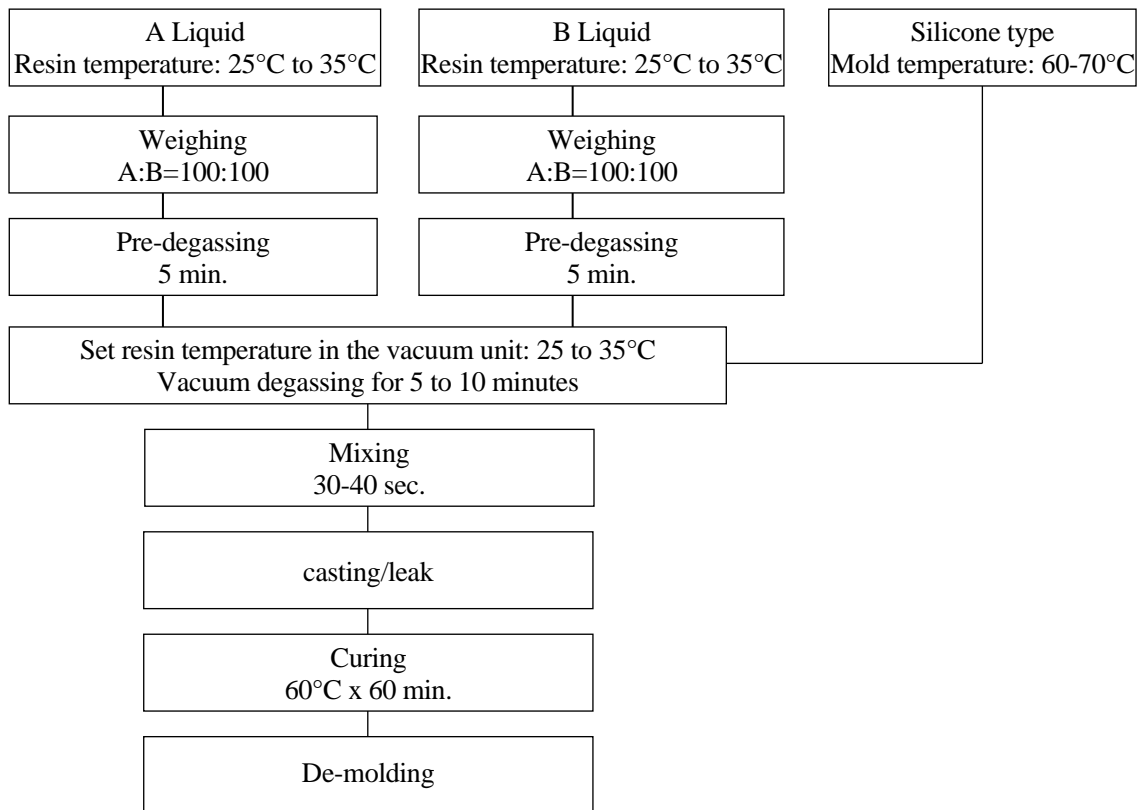 A Liquid
Resin temperature: 25°C to 35°C
B Liquid
Resin temperature: 25°C to 35°C
Silicone type
Mold temperature: 60-70°C
Weighing
A:B=100:100
Weighing
A:B=100:100
Pre-degassing
5 min.
Pre-degassing
5 min.
Set resin temperature in the vacuum unit: 25 to 35°C
Vacuum degassing for 5 to 10 minutes
Mixing
30-40 sec.
casting/leak
Curing
60°C x 60 min.
De-molding